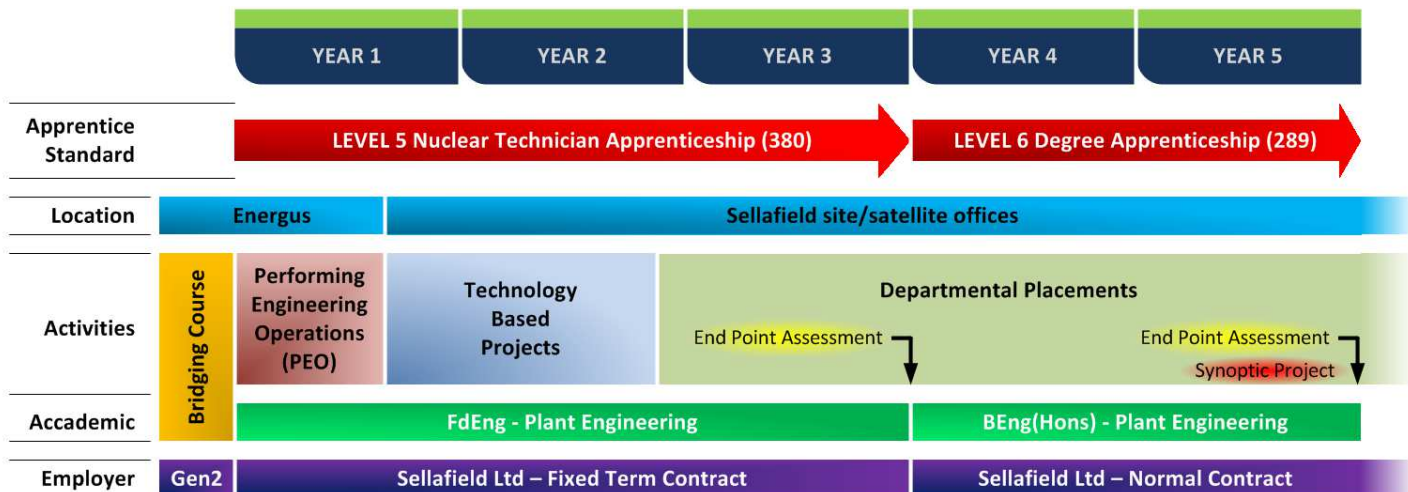 YEAR 1
YEAR 2
YEAR 3
YEAR 4
YEAR 5
Apprentice
Standard
LEVEL 5 Nuclear Technician Apprenticeship (380)
LEVEL 6 Degree Apprenticeship (289)
Location
Energus
Sellafield site/satellite offices
Activities
Bridging Course
Performing
Engineering
Operations
(PEO)
Technology
Based
Projects
Departmental Placements
End Point Assessment
End Point Assessment
Synoptic Project
Accademic
FdEng - Plant Engineering
BEng(Hons) - Plant Engineering
Employer
Gen2
Sellafield Ltd – Fixed Term Contract
Sellafield Ltd – Normal Contract